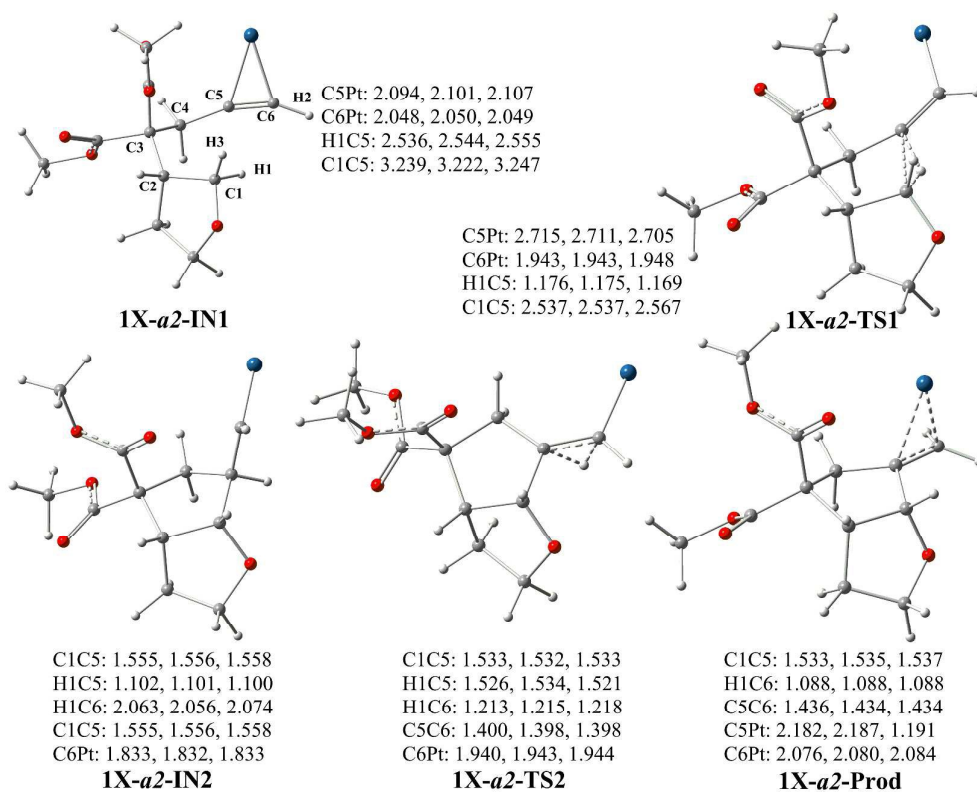 C5
C6
H2
C4
C3
H3
H1
C2
C1
C5Pt: 2.094, 2.101, 2.107
C6Pt: 2.048, 2.050, 2.049
H1C5: 2.536, 2.544, 2.555
C1C5: 3.239, 3.222, 3.247
1X-a2-IN1
C5Pt: 2.715, 2.711, 2.705
C6Pt: 1.943, 1.943, 1.948
H1C5: 1.176, 1.175, 1.169
C1C5: 2.537, 2.537, 2.567
1X-a2-TS1
C1C5: 1.555, 1.556, 1.558
H1C5: 1.102, 1.101, 1.100
H1C6: 2.063, 2.056, 2.074
C1C5: 1.555, 1.556, 1.558
C6Pt: 1.833, 1.832, 1.833
1X-a2-IN2
C1C5: 1.533, 1.532, 1.533
H1C5: 1.526, 1.534, 1.521
H1C6: 1.213, 1.215, 1.218
C5C6: 1.400, 1.398, 1.398
C6Pt: 1.940, 1.943, 1.944
1X-a2-TS2
C1C5: 1.533, 1.535, 1.537
H1C6: 1.088, 1.088, 1.088
C5C6: 1.436, 1.434, 1.434
C5Pt: 2.182, 2.187, 1.191
C6Pt: 2.076, 2.080, 2.084
1X-a2-Prod